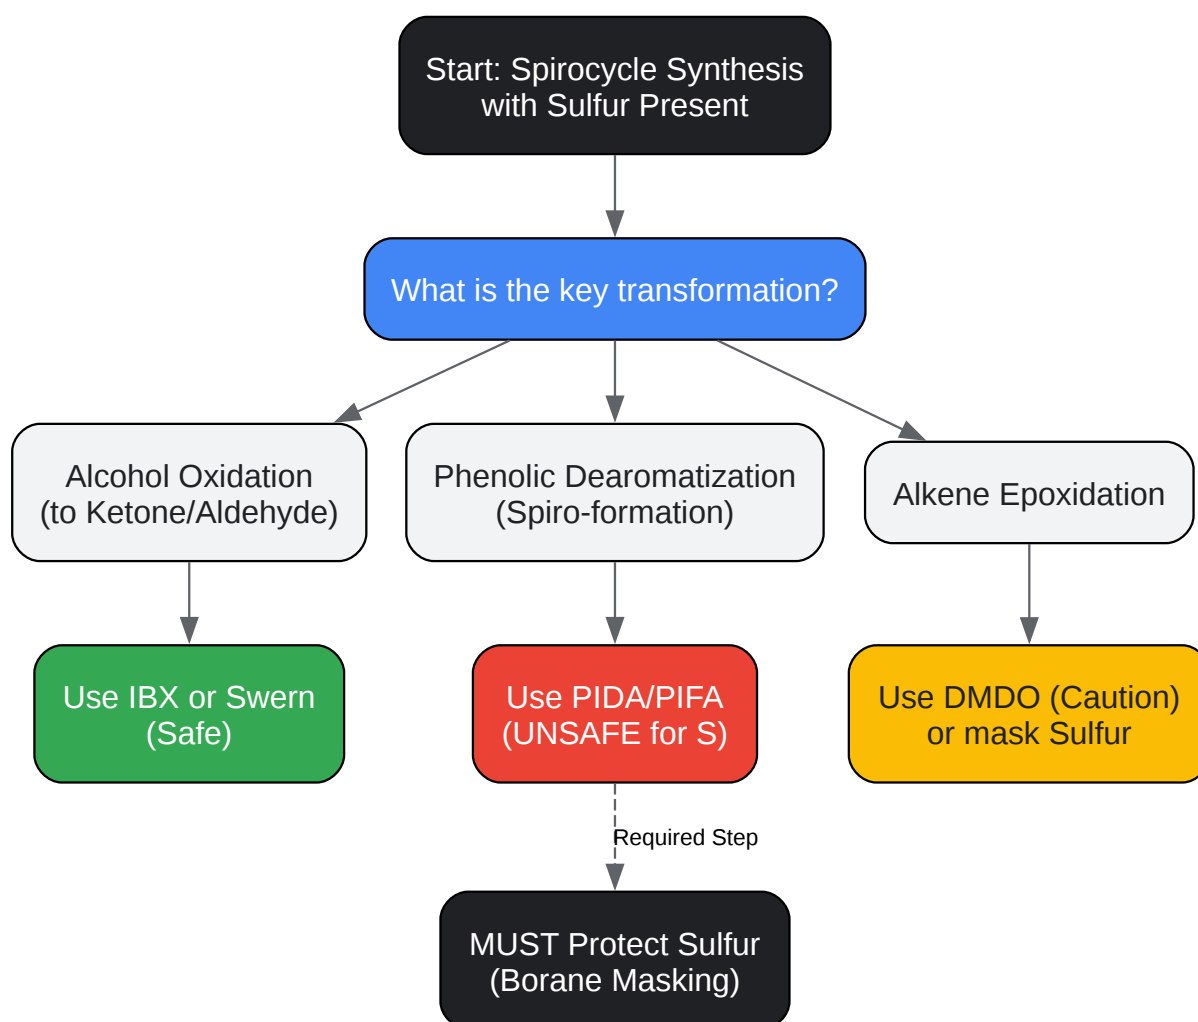 Start: Spirocycle Synthesis
with Sulfur Present
What is the key transformation?
Alcohol Oxidation
(to Ketone/Aldehyde)
Phenolic Dearomatization
(Spiro-formation)
Alkene Epoxidation
Use IBX or Swern
(Safe)
Use PIDA/PIFA
(UNSAFE for S)
Use DMDO (Caution)
or mask Sulfur
Required Step
MUST Protect Sulfur
(Borane Masking)